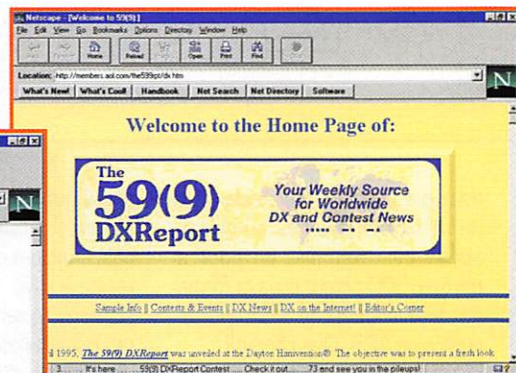 Netscape - [Welcome to 59(9)]
File Edit View Go Bookmarks Options Directory Window Help
Home Reload Open Print Find
Location: http://members.aol.com/the599rpt/dx.htm
What's New! What's Cool! Handbook Net Search Net Directory Software
N
Welcome to the Home Page of:
The
59(9)
DXReport
Your Weekly Source
for Worldwide
DX and Contest News
N
Sample Info || Contests & Events || DX News || DX on the Internet! || Editor's Corner
1995, The 59(9) DXReport was unveiled at the Dayton Hamvention® The objective was to present a fresh look
3........ It's here ........59(9) DXReport Contest .... Check it out........73 and see you in the pileups!